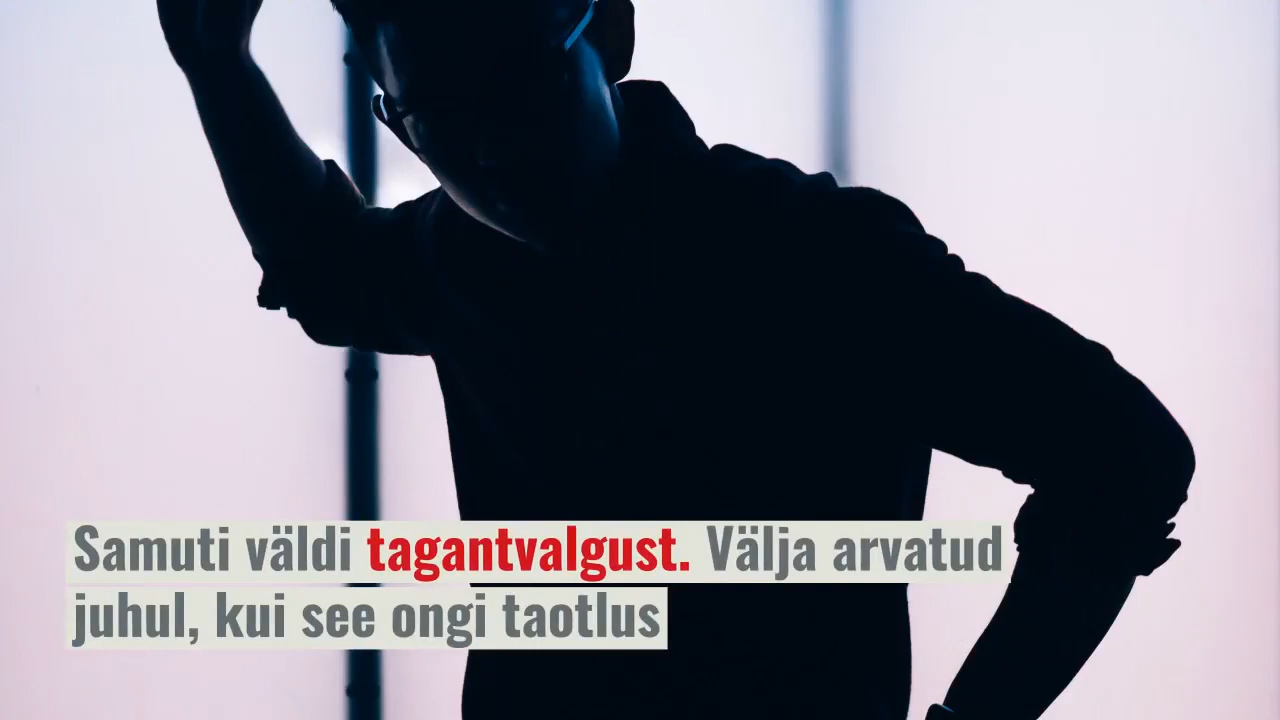 Samuti väldi tagantvalgust. Välja arvatud
juhul, kui see ongi taotlus